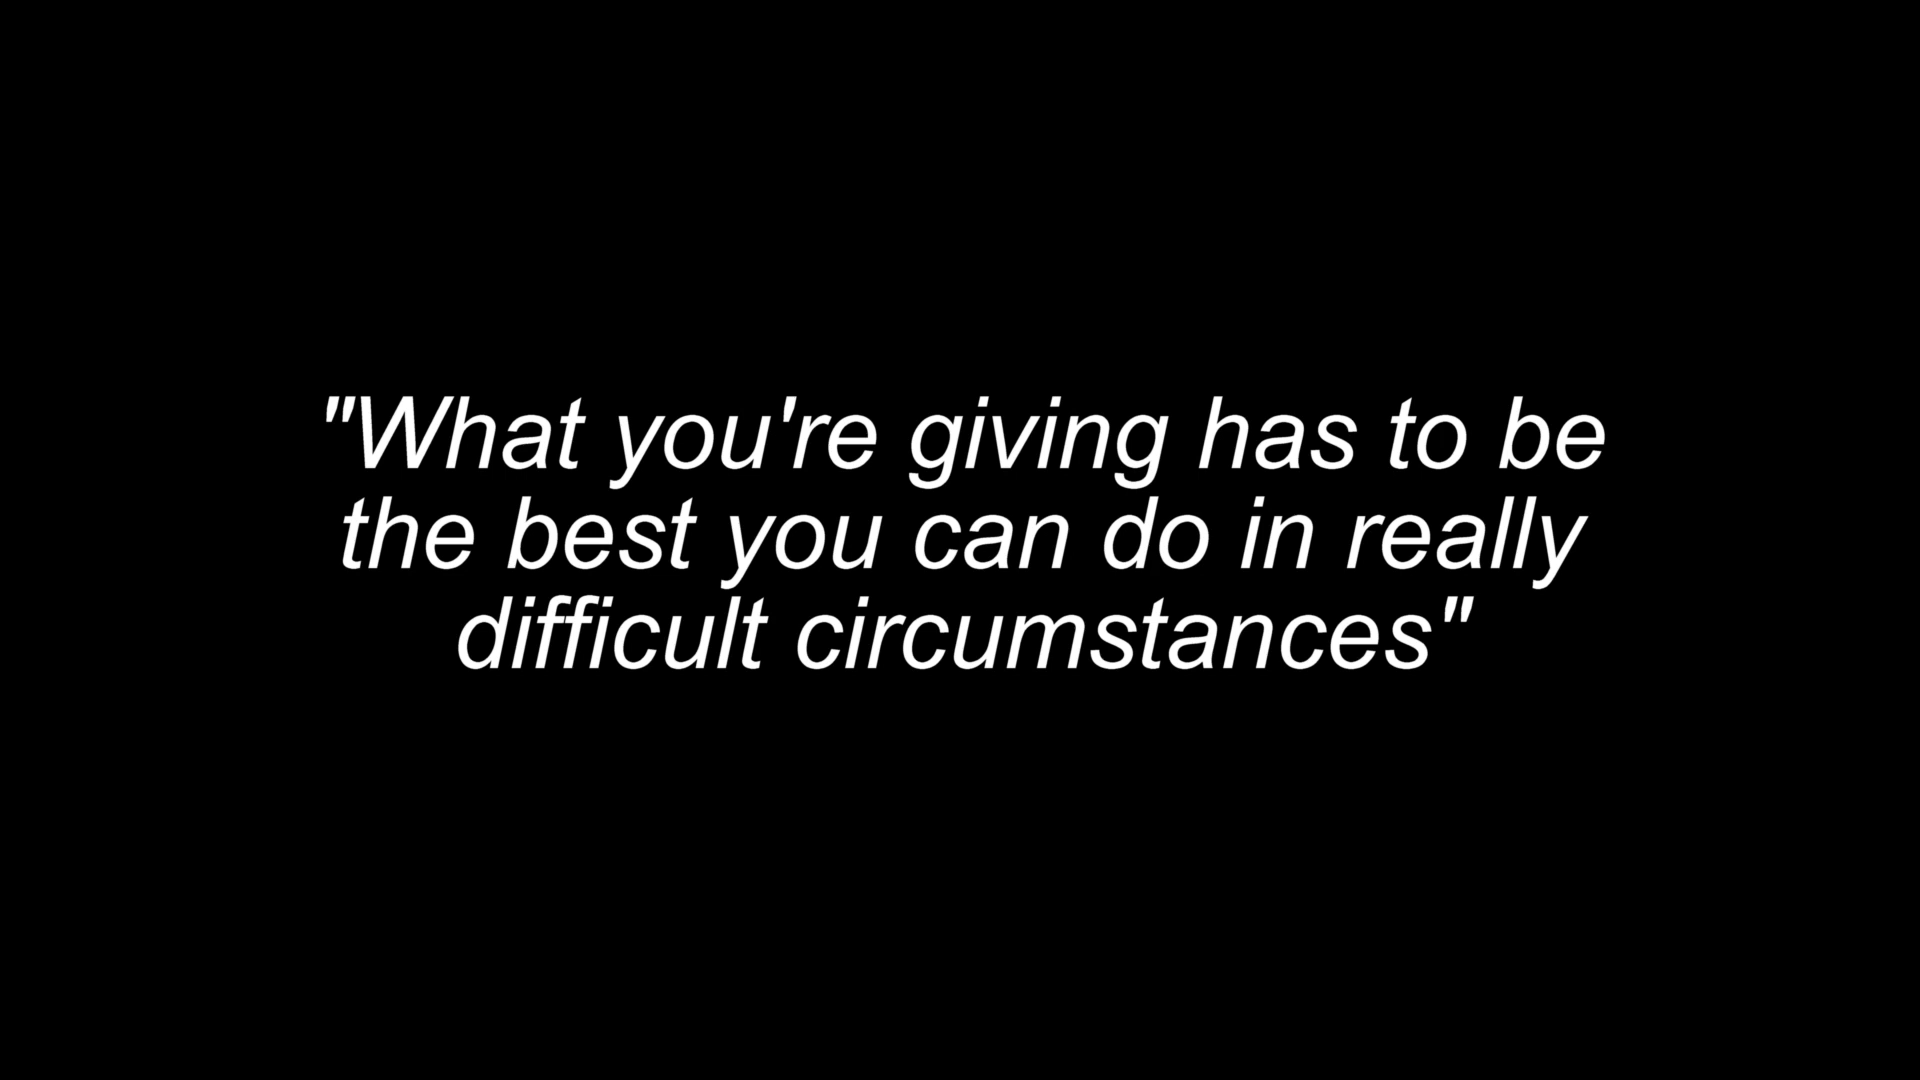 "What you're giving has to be
the best you can do in really
difficult circumstances"